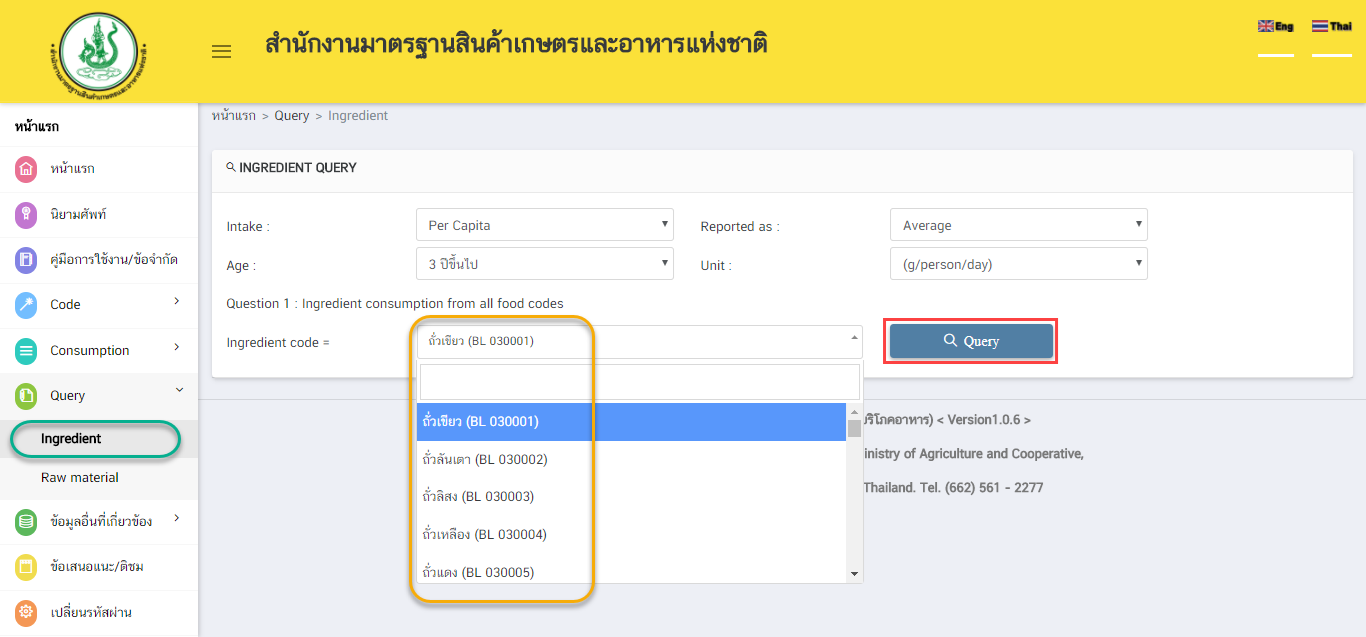 สำนักงานมาตรฐานสินค้าเกษตรและอาหารแห่งชาติ
Eng
Thai
หน้าแรก
หน้าแรก > Query > Ingredient
หน้าแรก
นิยามศัพท์
คู่มือการใช้งาน/ข้อจำกัด
Code
Consumption
Query
Ingredient
Raw material
ข้อมูลอื่นที่เกี่ยวข้อง
ข้อเสนอแนะ/ติชม
เปลี่ยนรหัสผ่าน
INGREDIENT QUERY
Intake : Per Capita Reported as : Average
Age : 3 ปีขึ้นไป Unit : (g/person/day)
Question 1 : Ingredient consumption from all food codes
Ingredient code = ถั่วเขียว (BL 030001) Query
ถั่วเขียว (BL 030001)
ถั่วลันเตา (BL 030002)
ถั่วลิสง (BL 030003)
ถั่วเหลือง (BL 030004)
ถั่วแดง (BL 030005)
ริโภคอาหาร) < Version1.0.6 >
inistry of Agriculture and Cooperative,
Thailand. Tel. (662) 561 - 2277